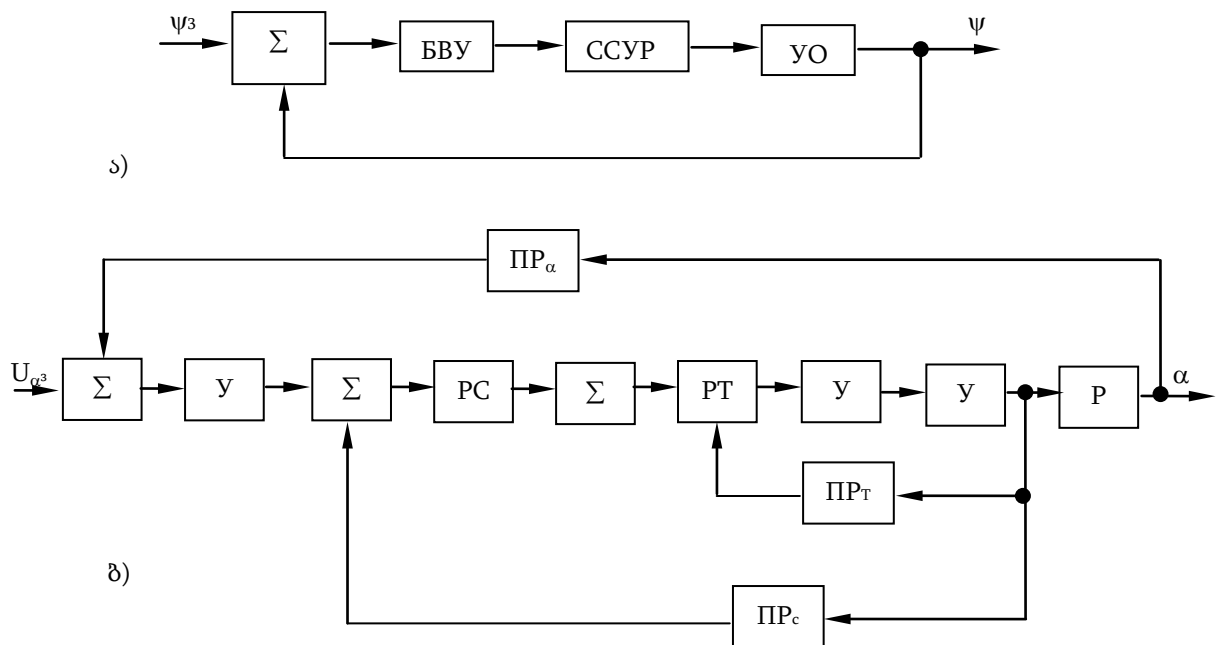 ψз Σ БВУ ССУР УО ψ
ა)
ПРα
Uαз Σ У Σ РС Σ РТ У У Р α
ПРТ
ბ)
ПРс